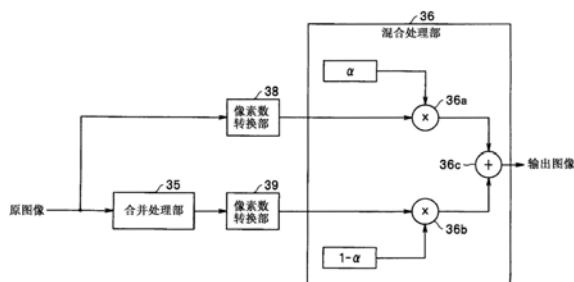 36
混合处理部
α
38
像素数
转换部
36a
×
36c
+
输出图像
原图像
35
合并处理部
39
像素数
转换部
×
36b
1-α